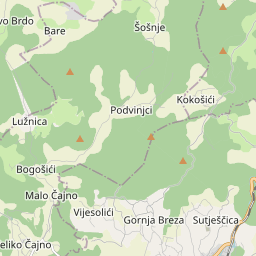 vo Brdo
Šošnje
Bare
Kokošići
Podvinjci
Lužnica
Bogošići
Malo Čajno
Vijesolići
Gornja Breza
Sutješčica
eliko Čajno